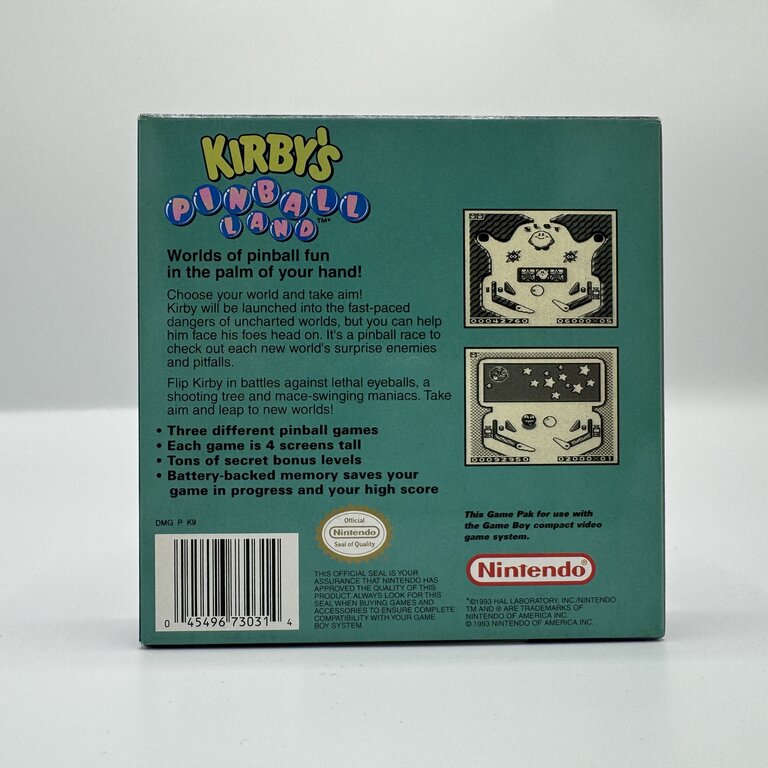 KIRBY'S
PINBALL
LAND™*
Worlds of pinball fun
in the palm of your hand!
Choose your world and take aim!
Kirby will be launched into the fast-paced
dangers of uncharted worlds, but you can help
him face his foes head on. It's a pinball race to
check out each new world's surprise enemies
and pitfalls.
Flip Kirby in battles against lethal eyeballs, a
shooting tree and mace-swinging maniacs. Take
aim and leap to new worlds!
• Three different pinball games
• Each game is 4 screens tall
• Tons of secret bonus levels
• Battery-backed memory saves your
game in progress and your high score
DMG P K9
0 45496 73031 4
Official
Nintendo
Seal of Quality
THIS OFFICIAL SEAL IS YOUR
ASSURANCE THAT NINTENDO HAS
APPROVED THE QUALITY OF THIS
PRODUCT. ALWAYS LOOK FOR THIS
SEAL WHEN BUYING GAMES AND
ACCESSORIES TO ENSURE COMPLETE
COMPATIBILITY WITH YOUR GAME
BOY SYSTEM.
SLOT
00042760 06000×05
00092950 02000×01
This Game Pak for use with
the Game Boy compact video
game system.
Nintendo®
*©1993 HAL LABORATORY, INC./NINTENDO
TM AND ® ARE TRADEMARKS OF
NINTENDO OF AMERICA INC.
© 1993 NINTENDO OF AMERICA INC.